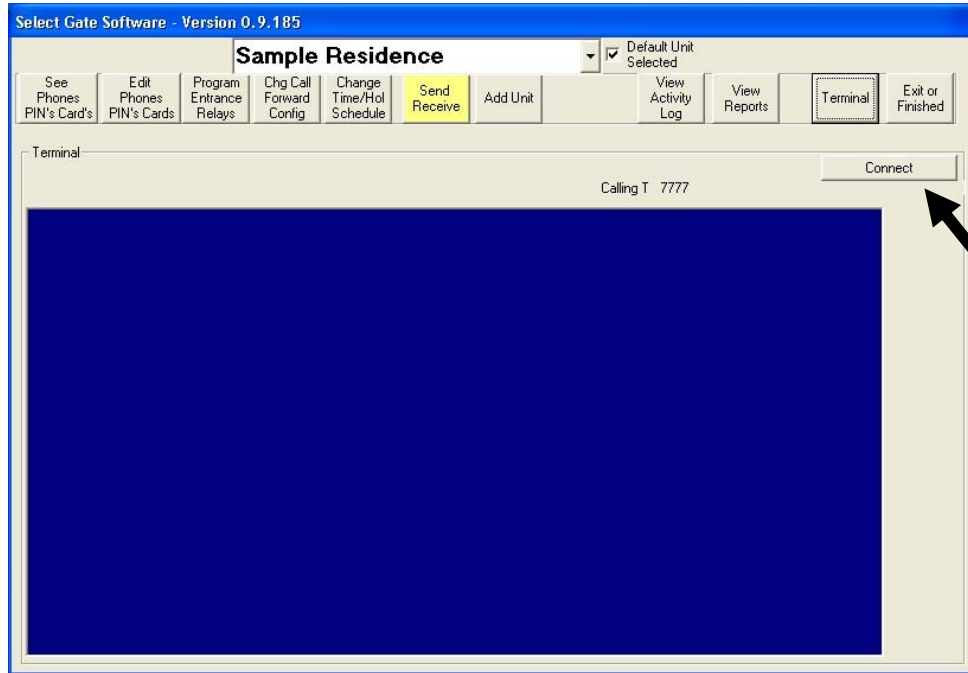 Select Gate Software - Version 0.9.185
Sample Residence
Default Unit
Selected
See
Phones
PIN's Card's
Edit
Phones
PIN's Cards
Program
Entrance
Relays
Chg Call
Forward
Config
Change
Time/Hol
Schedule
Send
Receive
Add Unit
View
Activity
Log
View
Reports
Terminal
Exit or
Finished
Terminal
Connect
Calling T 7777